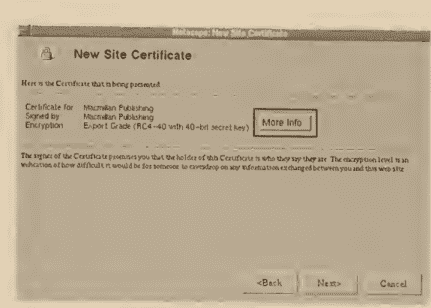 Netscape: New Site Certificate
New Site Certificate
Here is the Certificate that is being presented
Certificate for Macmillan Publishing
Signed by Macmillan Publishing
Encryption Export Grade (RC4-40 with 40-bit secret key)
More Info
The signer of the Certificate promises you that the holder of this Certificate is who they say they are. The encryption level is an
indication of how difficult it would be for someone to eavesdrop on any information exchanged between you and this web site
<Back Next> Cancel